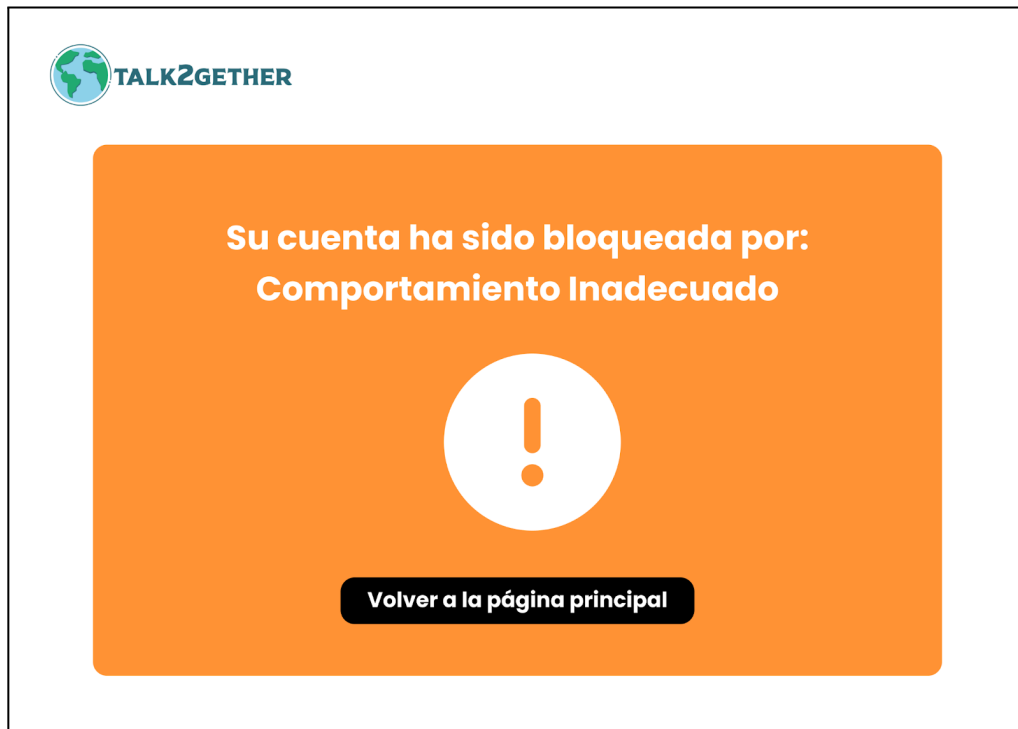 TALK2GETHER
Su cuenta ha sido bloqueada por:
Comportamiento Inadecuado
!
Volver a la página principal